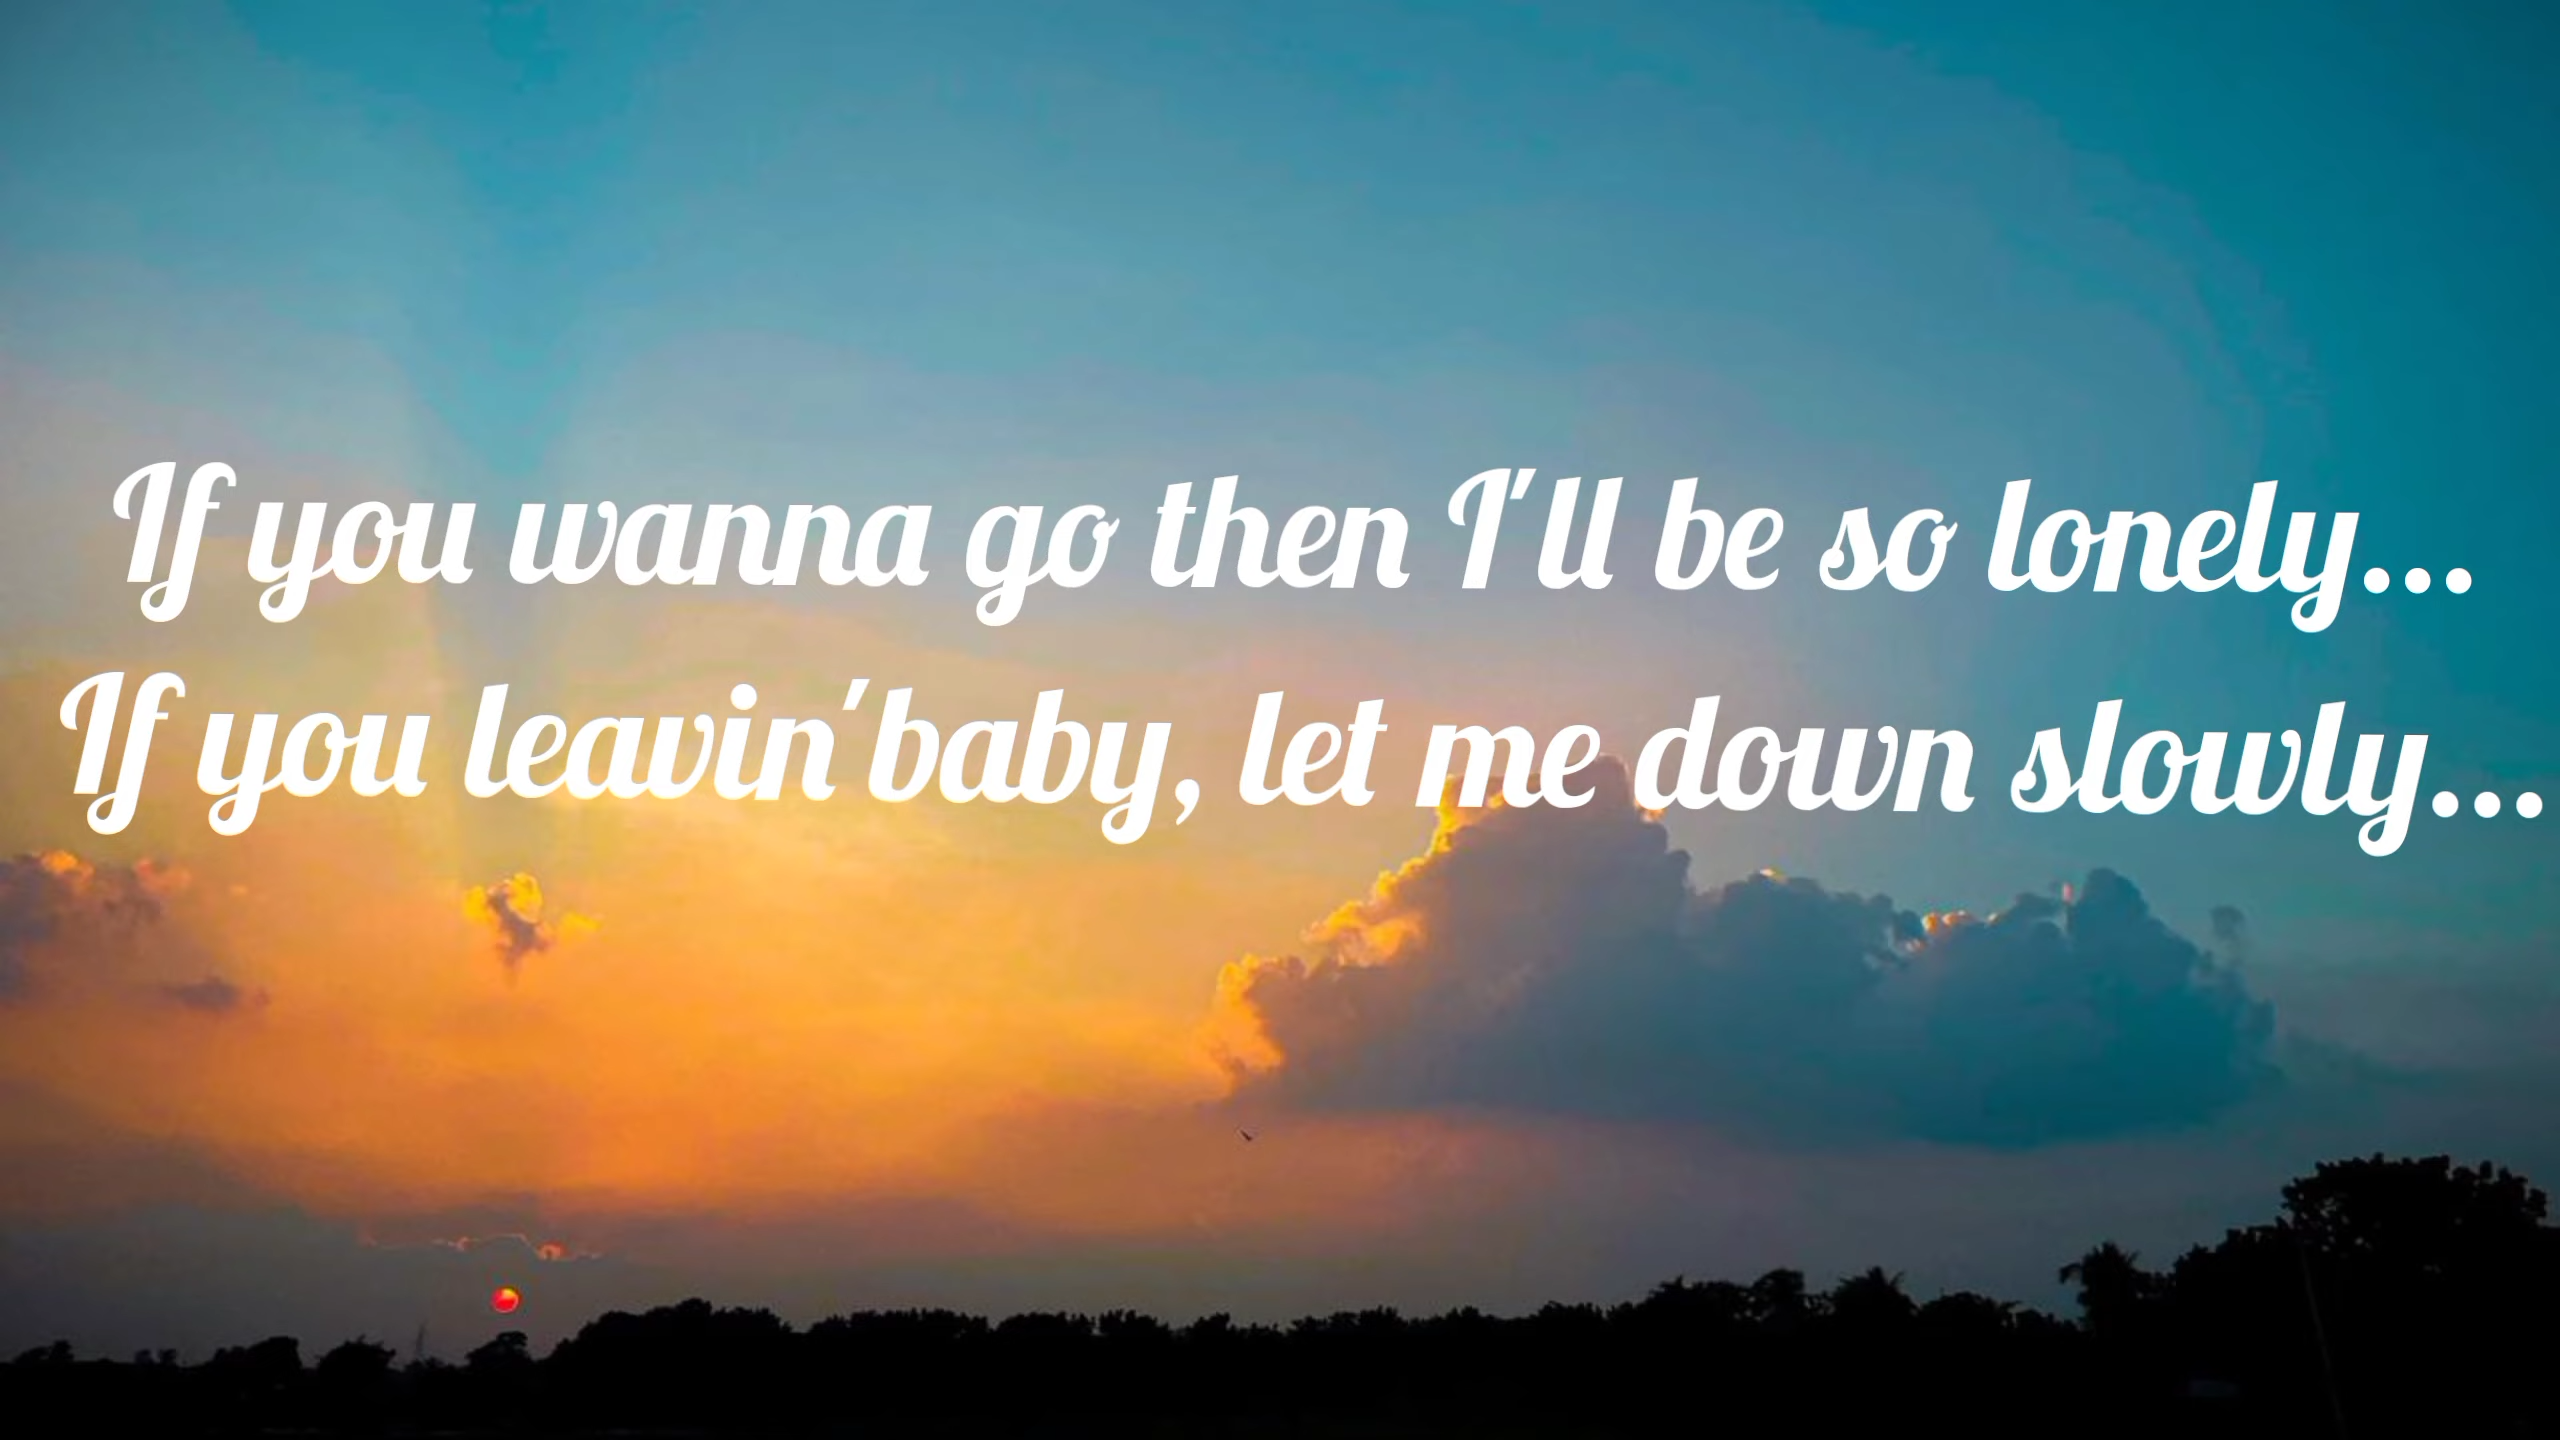 If you wanna go then I'll be so lonely...
If you leavin' baby, let me down slowly...